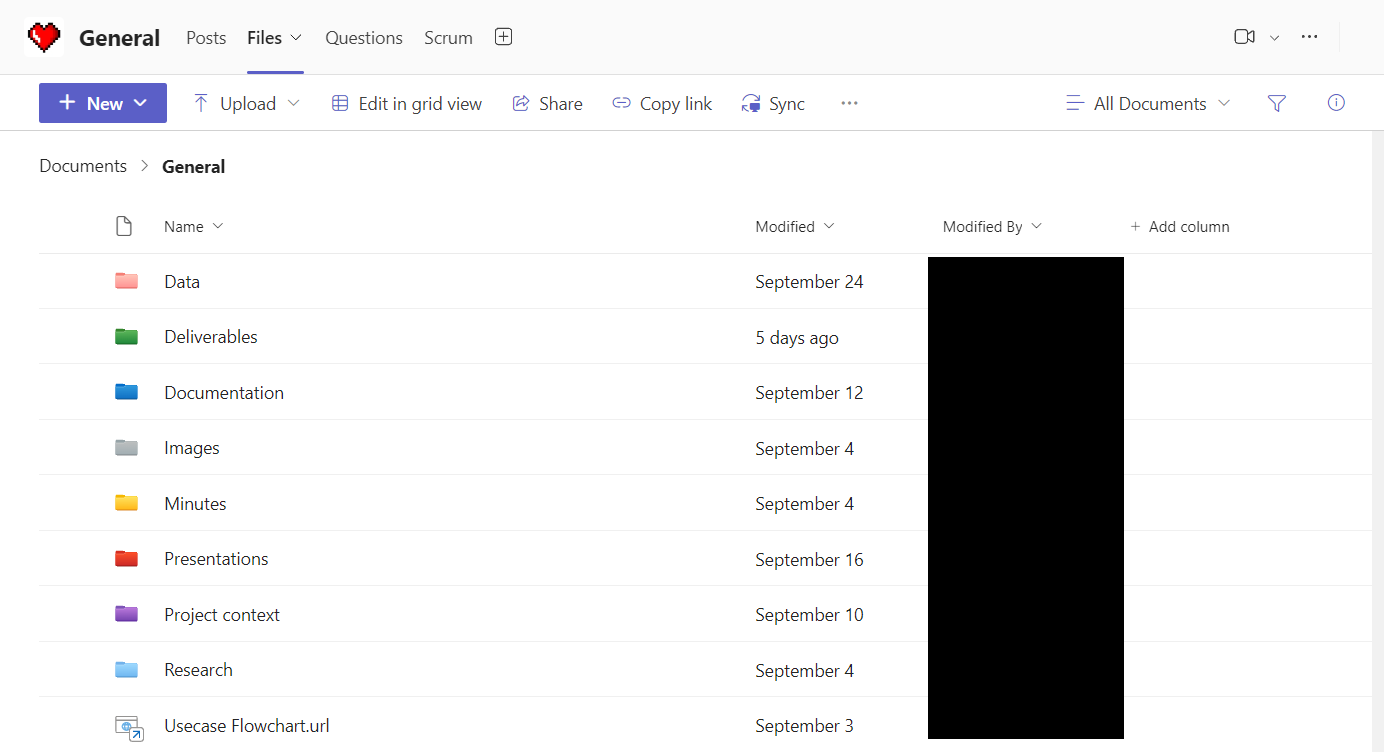 General Posts Files Questions Scrum
New Upload Edit in grid view Share Copy link Sync All Documents
Documents > General
Name Modified Modified By + Add column
Data September 24
Deliverables 5 days ago
Documentation September 12
Images September 4
Minutes September 4
Presentations September 16
Project context September 10
Research September 4
Usecase Flowchart.url September 3